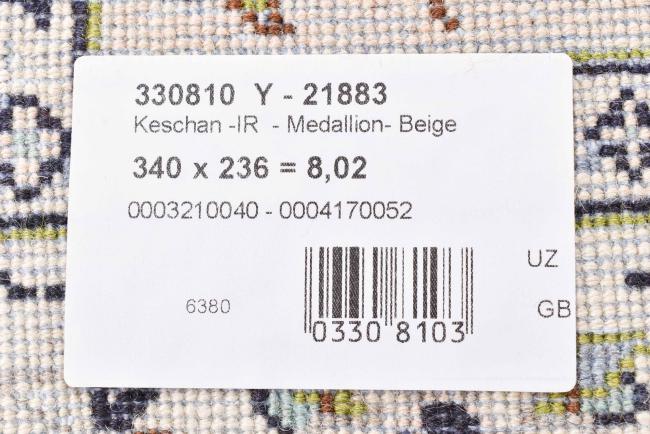 330810 Y - 21883
Keschan -IR - Medallion- Beige
340 x 236 = 8,02
0003210040 - 0004170052
UZ
6380
GB
0330 8103